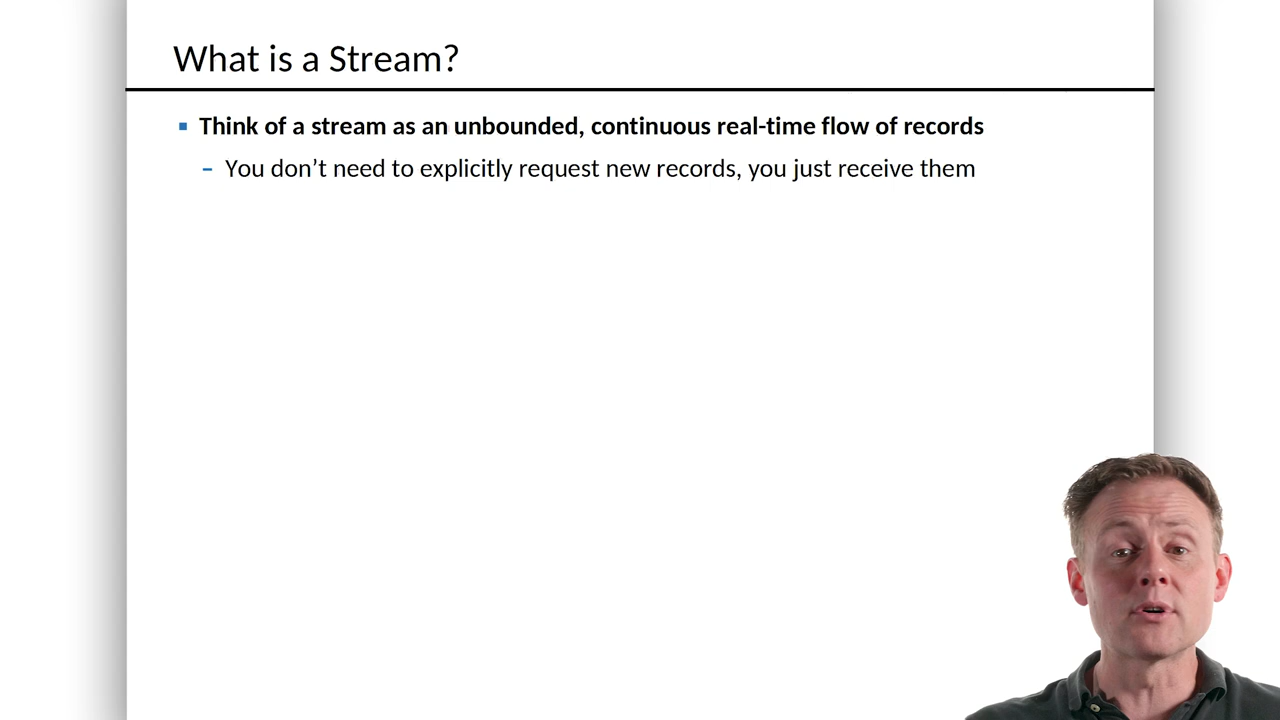 What is a Stream?
▪ Think of a stream as an unbounded, continuous real-time flow of records
– You don’t need to explicitly request new records, you just receive them